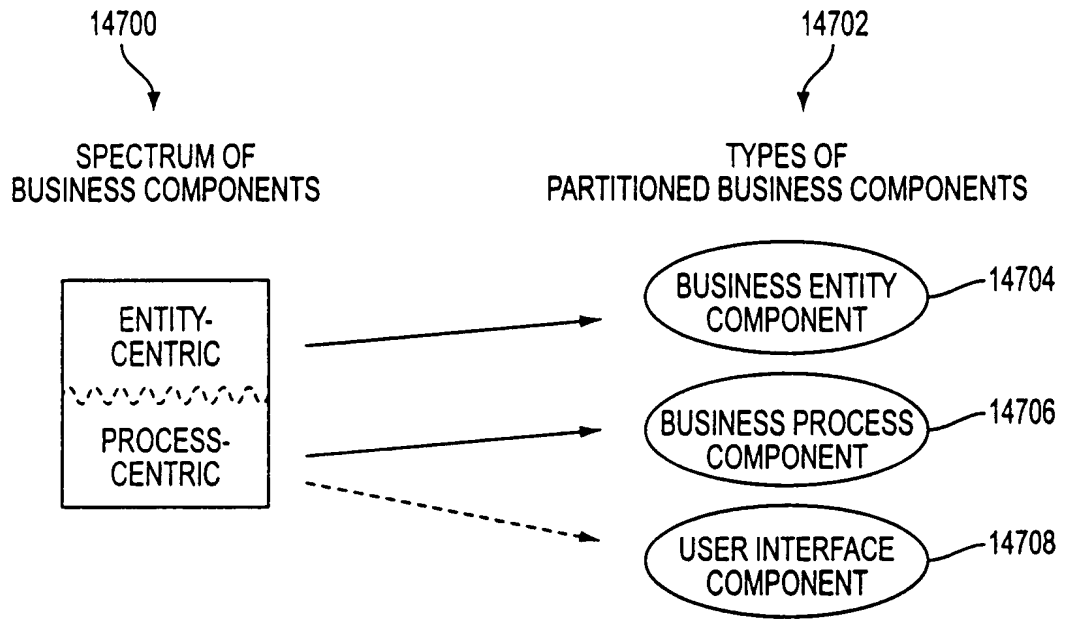 14700
14702
SPECTRUM OF
BUSINESS COMPONENTS
TYPES OF
PARTITIONED BUSINESS COMPONENTS
ENTITY-
CENTRIC
PROCESS-
CENTRIC
BUSINESS ENTITY
COMPONENT
14704
BUSINESS PROCESS
COMPONENT
14706
USER INTERFACE
COMPONENT
14708